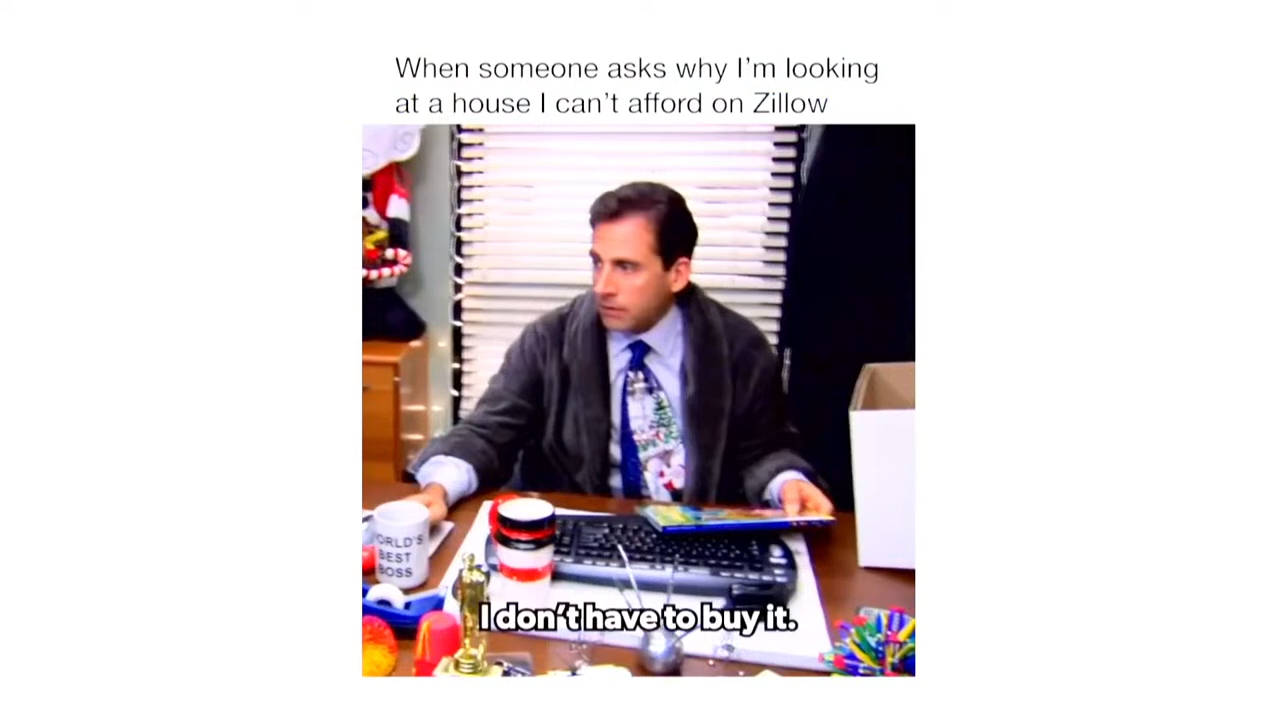 When someone asks why I'm looking
at a house I can't afford on Zillow
ORLD'S
BEST
BOSS
I don't have to buy it.